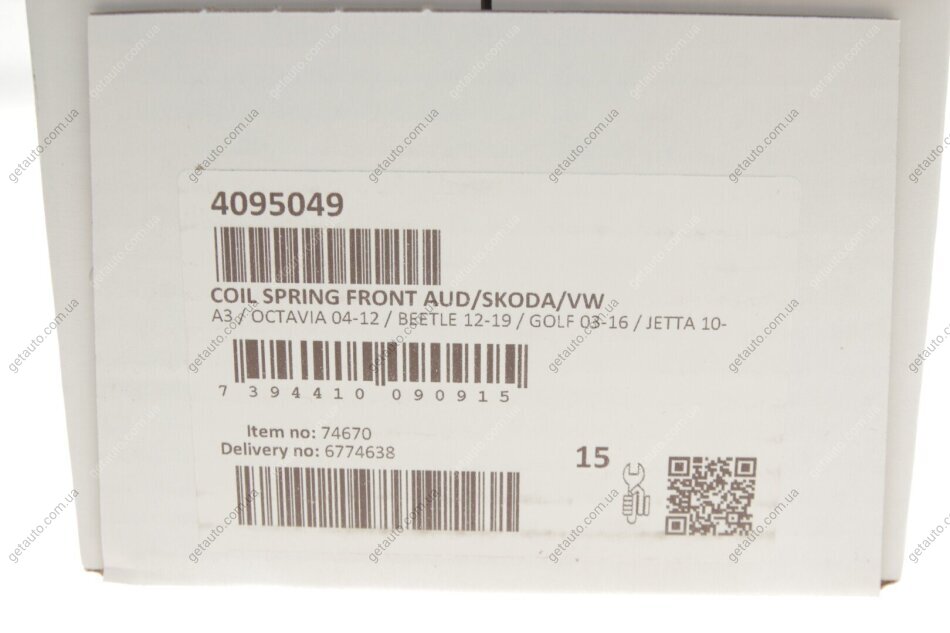 4095049
COIL SPRING FRONT AUD/SKODA/VW
A3 / OCTAVIA 04-12 / BEETLE 12-19 / GOLF 03-16 / JETTA 10-
7 394410 090915
Item no: 74670
Delivery no: 6774638
15
getauto.com.ua